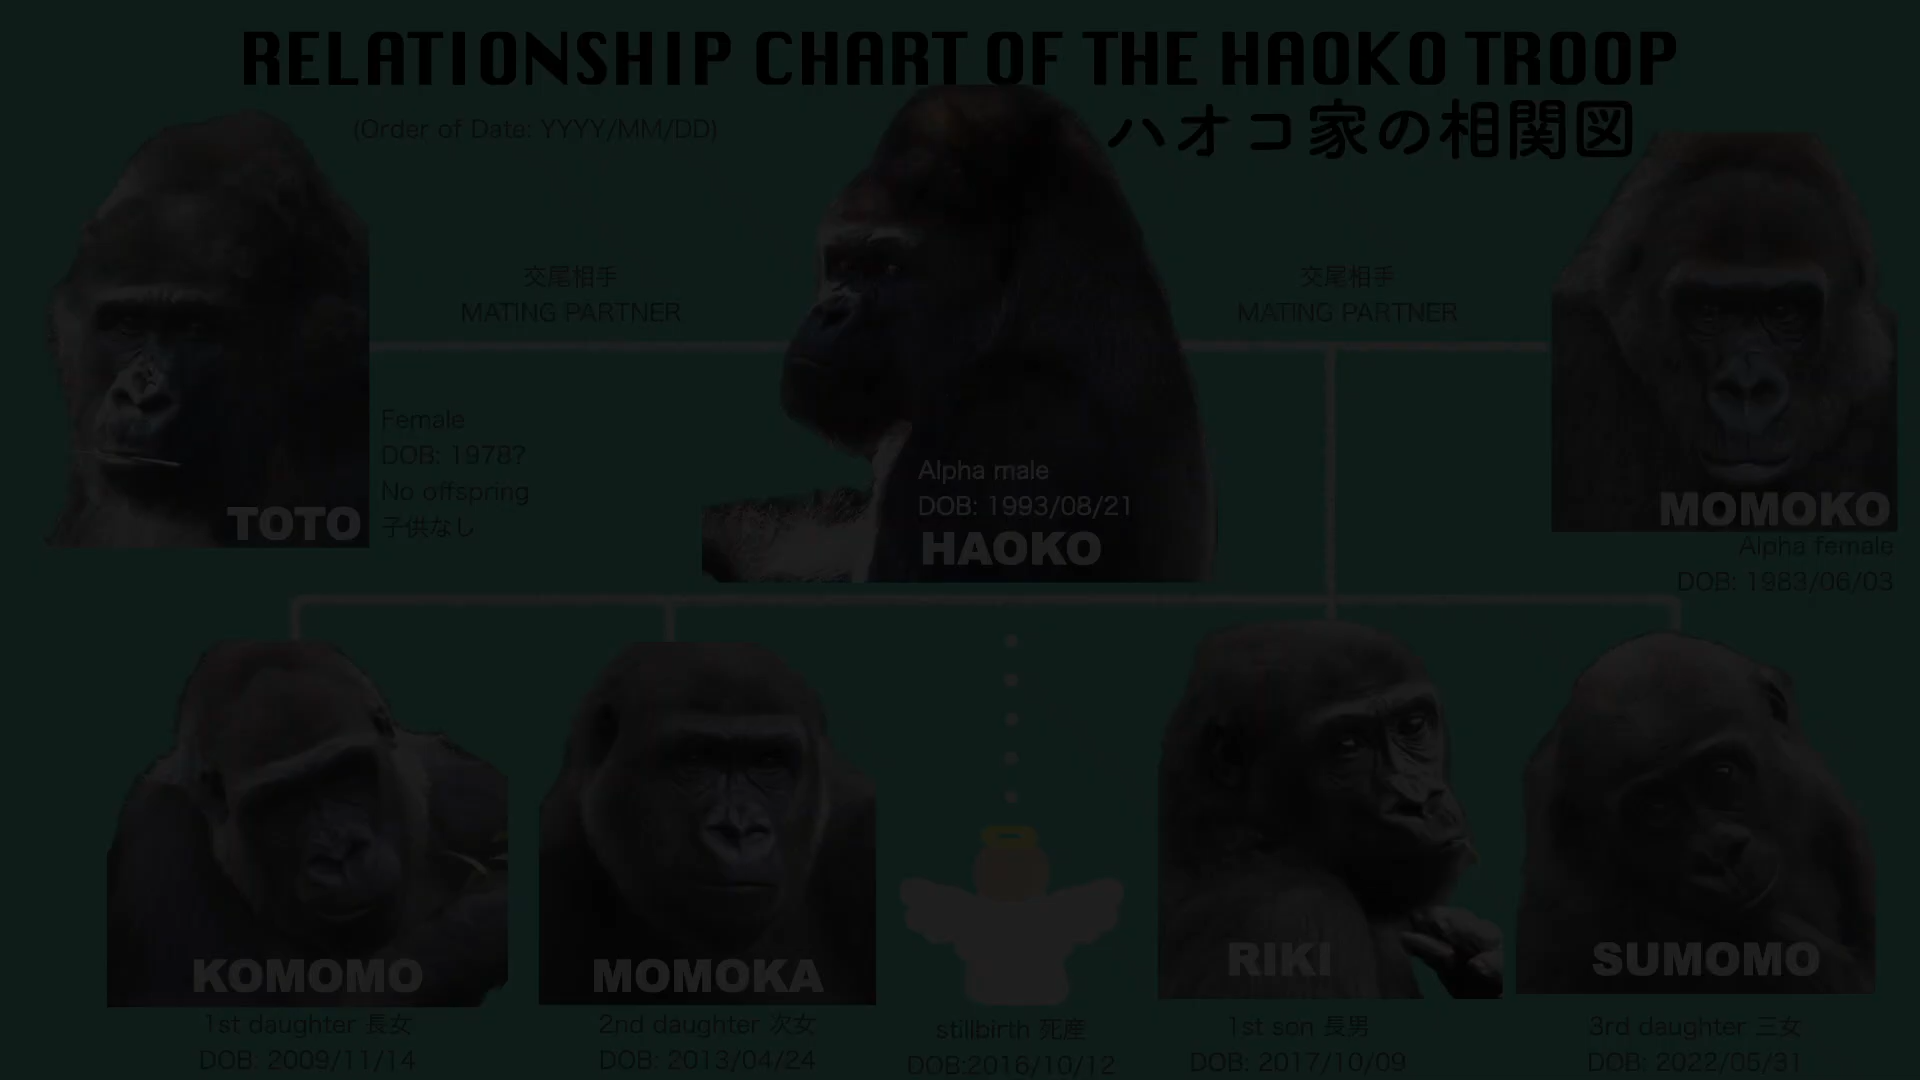 RELATIONSHIP CHART OF THE HAOKO TROOP
ハオコ家の相関図
(Order of Date: YYYY/MM/DD)
交尾相手
MATING PARTNER
交尾相手
MATING PARTNER
Female
DOB: 1978?
No offspring
子供なし
TOTO
Alpha male
DOB: 1993/08/21
HAOKO
MOMOKO
Alpha female
DOB: 1983/06/03
KOMOMO
1st daughter 長女
DOB: 2009/11/14
MOMOKA
2nd daughter 次女
DOB: 2013/04/24
stillbirth 死産
DOB:2016/10/12
RIKI
1st son 長男
DOB: 2017/10/09
SUMOMO
3rd daughter 三女
DOB: 2022/05/31